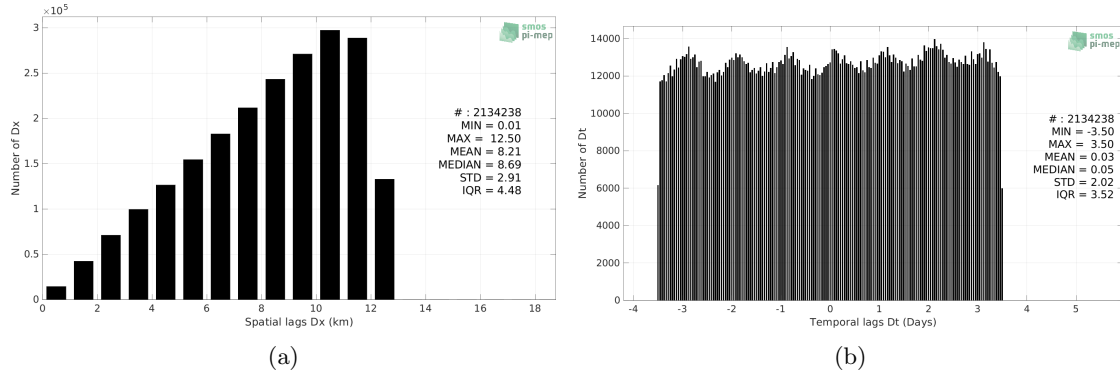 ×10⁵
3
2.5
2
1.5
1
0.5
0
Number of Dx
0 2 4 6 8 10 12 14 16 18
Spatial lags Dx (km)
smos
pi-mep
# : 2134238
MIN = 0.01
MAX = 12.50
MEAN = 8.21
MEDIAN = 8.69
STD = 2.91
IQR = 4.48
(a)
14000
12000
10000
8000
6000
4000
2000
0
Number of Dt
-4 -3 -2 -1 0 1 2 3 4 5
Temporal lags Dt (Days)
smos
pi-mep
# : 2134238
MIN = -3.50
MAX = 3.50
MEAN = 0.03
MEDIAN = 0.05
STD = 2.02
IQR = 3.52
(b)